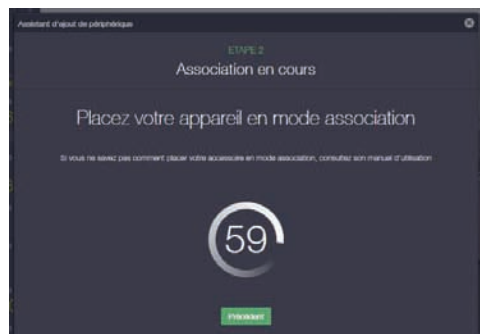 Assistant d'ajout de périphérique
ETAPE 2
Association en cours
Placez votre appareil en mode association
Si vous ne savez pas comment placer votre accessoire en mode association, consultez son manuel d'utilisation
59
Précédent